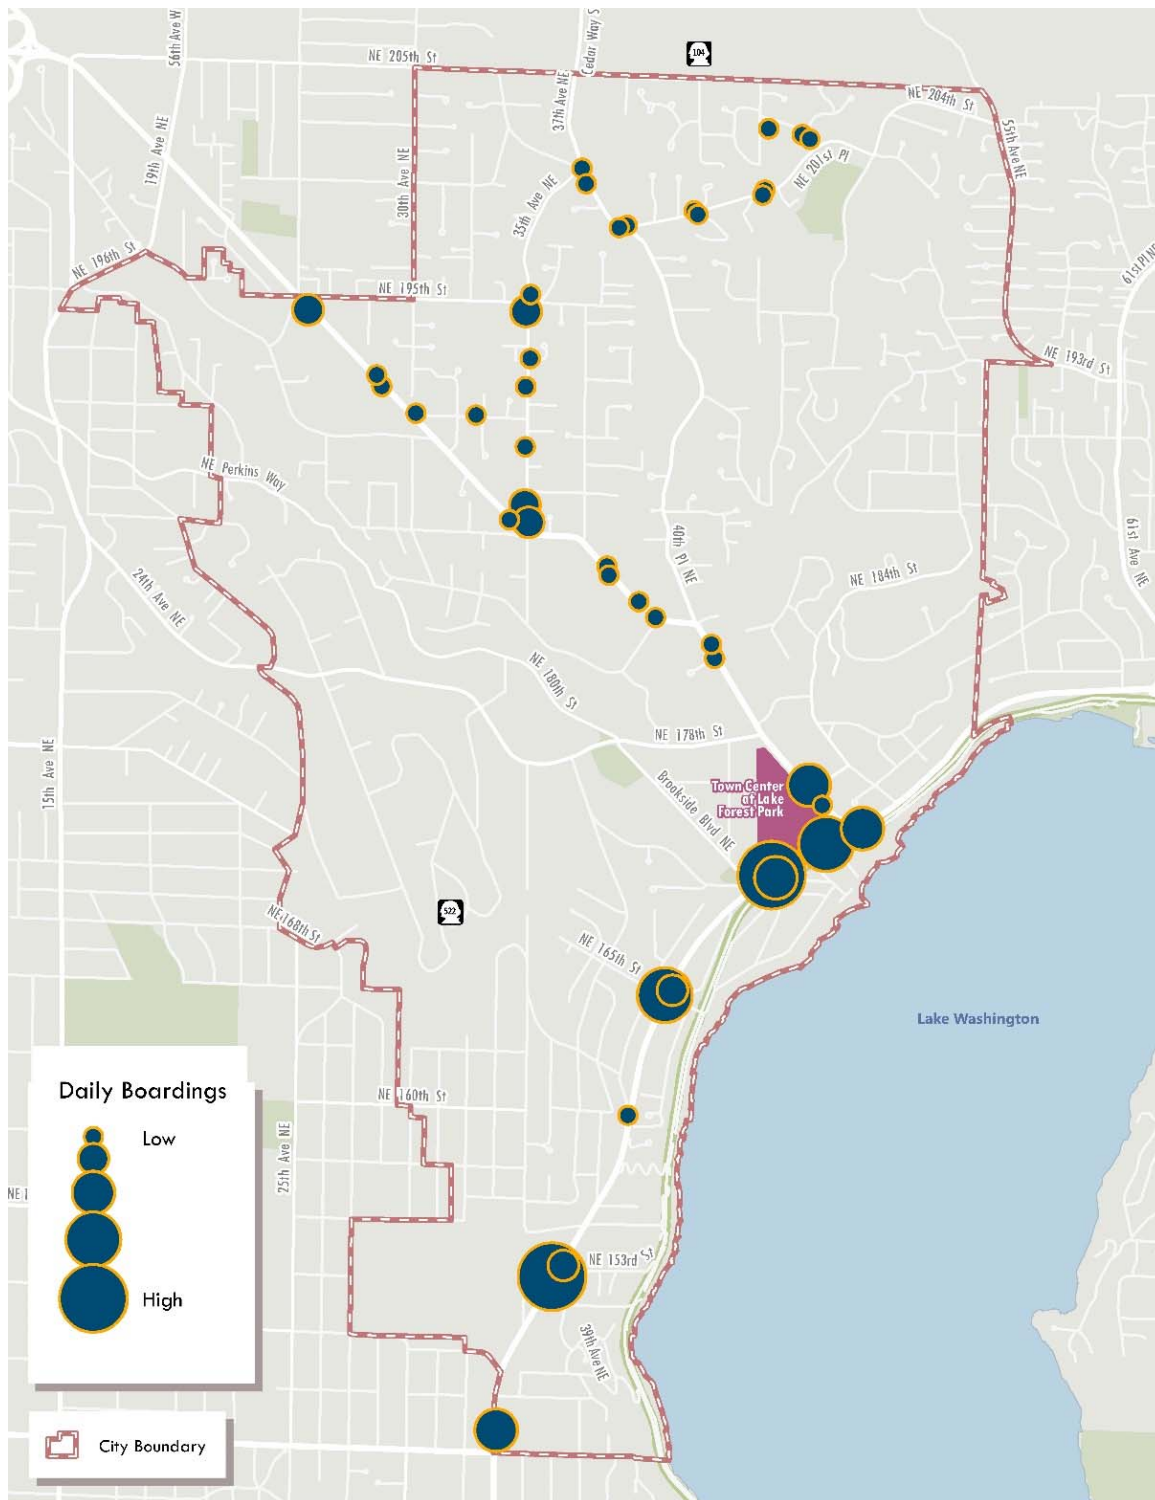 56th Ave W
Cedar Way S
104
NE 205th St
37th Ave NE
NE 204th St
19th Ave NE
55th Ave NE
30th Ave NE
NE 201st Pl
35th Ave NE
NE 196th St
61st Pl NE
NE 195th St
NE 193rd St
NE Perkins Way
40th Pl NE
61st Ave NE
24th Ave NE
NE 184th St
NE 180th St
15th Ave NE
NE 178th St
Town Center
at Lake
Forest Park
Brookside Blvd NE
522
NE 168th St
NE 165th St
Lake Washington
NE 160th St
25th Ave NE
NE 1
NE 153rd St
39th Ave NE
Daily Boardings
Low
High
City Boundary